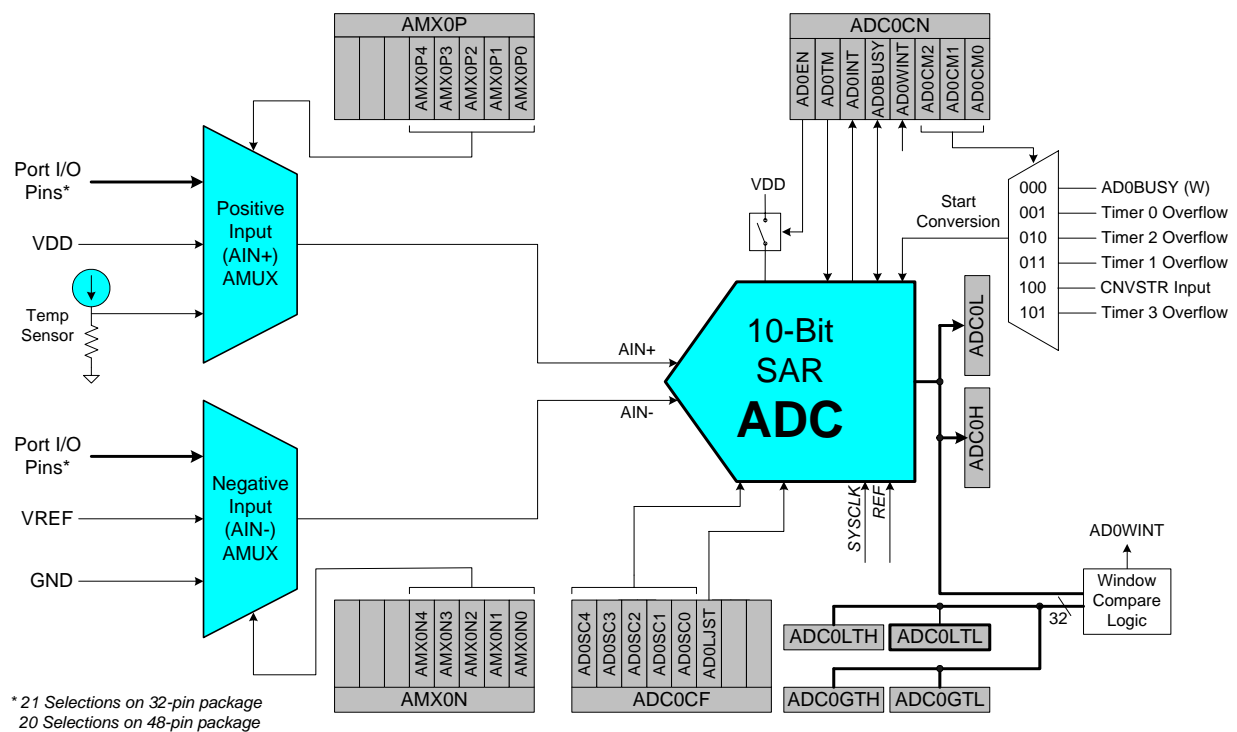 AMX0P
AMX0P4
AMX0P3
AMX0P2
AMX0P1
AMX0P0
ADC0CN
AD0EN
AD0TM
AD0INT
AD0BUSY
AD0WINT
AD0CM2
AD0CM1
AD0CM0
Port I/O
Pins*
VDD
Temp
Sensor
Positive
Input
(AIN+)
AMUX
VDD
Start
Conversion
000
AD0BUSY (W)
001
Timer 0 Overflow
010
Timer 2 Overflow
011
Timer 1 Overflow
100
CNVSTR Input
101
Timer 3 Overflow
AIN+
AIN-
10-Bit
SAR
ADC
ADC0L
ADC0H
Port I/O
Pins*
VREF
GND
Negative
Input
(AIN-)
AMUX
SYSCLK
REF
AD0WINT
Window
Compare
Logic
32
AMX0N4
AMX0N3
AMX0N2
AMX0N1
AMX0N0
AMX0N
AD0SC4
AD0SC3
AD0SC2
AD0SC1
AD0SC0
AD0LJST
ADC0CF
ADC0LTH
ADC0LTL
ADC0GTH
ADC0GTL
* 21 Selections on 32-pin package
20 Selections on 48-pin package